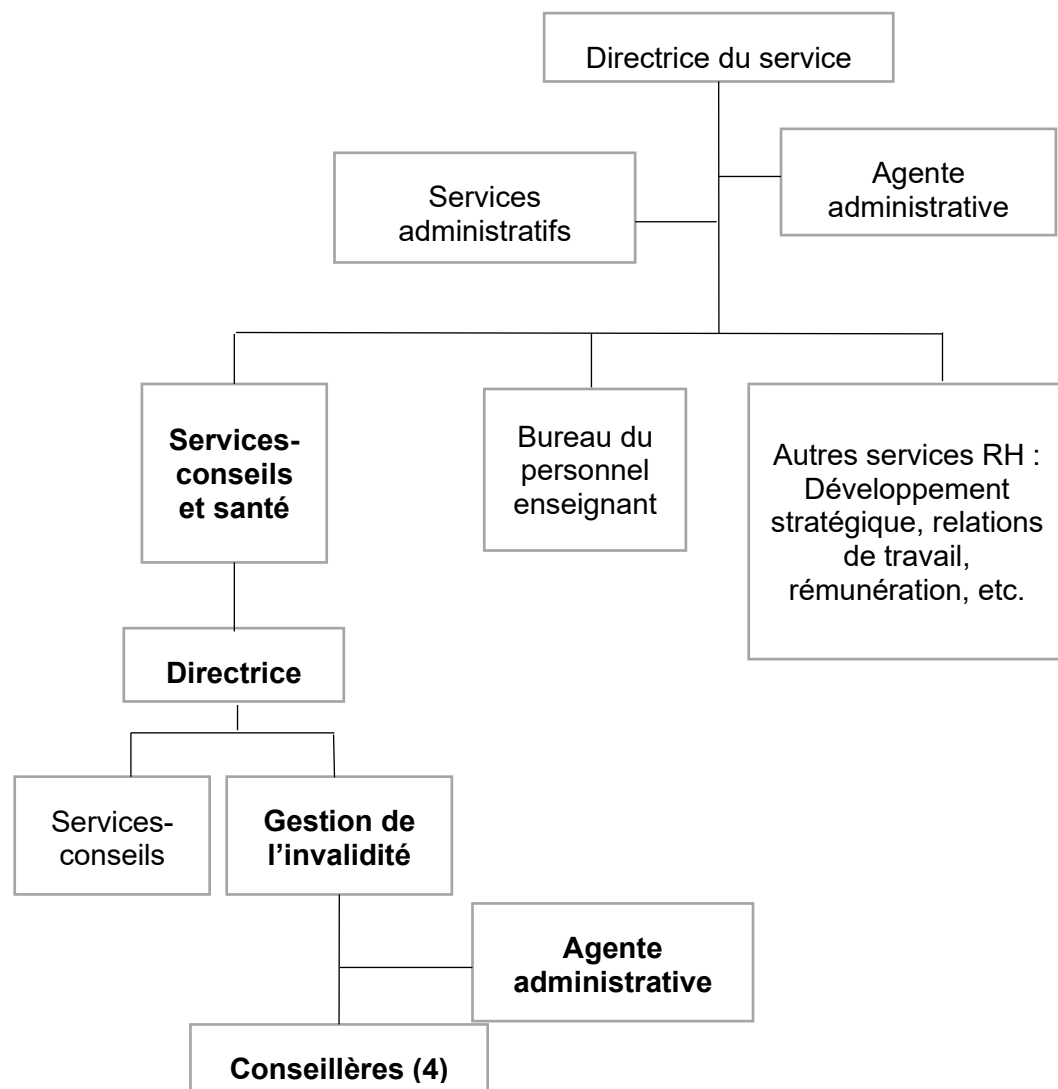 Directrice du service
Agente
administrative
Services
administratifs
Services-
conseils
et santé
Bureau du
personnel
enseignant
Autres services RH :
Développement
stratégique, relations
de travail,
rémunération, etc.
Directrice
Services-
conseils
Gestion de
l’invalidité
Agente
administrative
Conseillères (4)